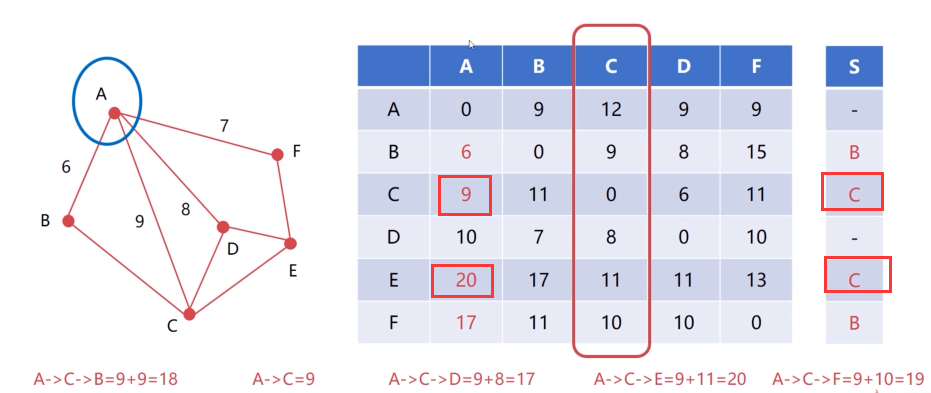 A
7
F
6
9
8
B
D
E
C
A B C D F S
A 0 9 12 9 9 -
B 6 0 9 8 15 B
C 9 11 0 6 11 C
D 10 7 8 0 10 -
E 20 17 11 11 13 C
F 17 11 10 10 0 B
A->C->B=9+9=18 A->C=9 A->C->D=9+8=17 A->C->E=9+11=20 A->C->F=9+10=19